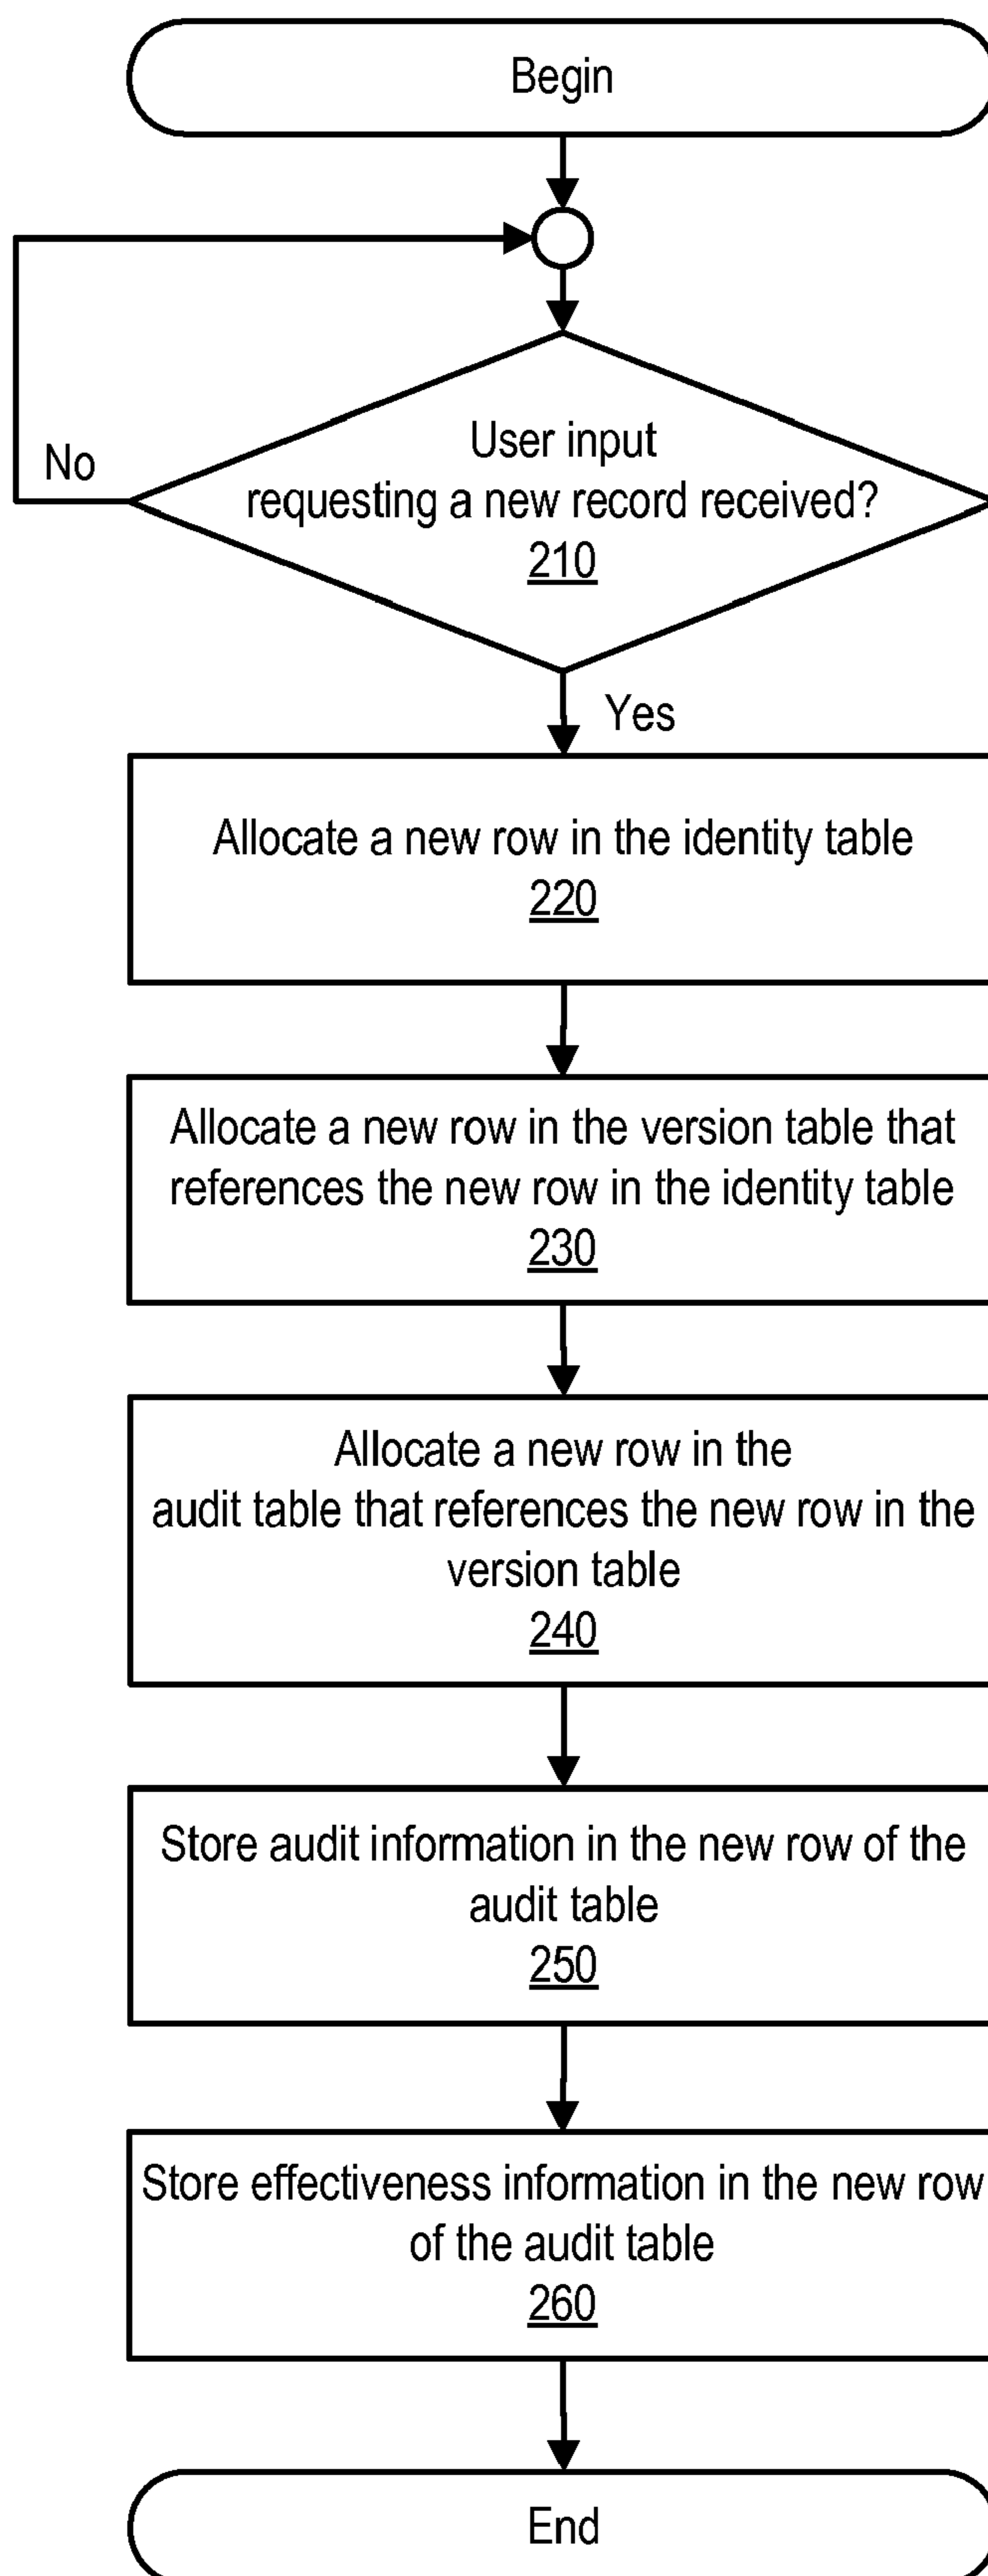 Begin
No
User input
requesting a new record received?
210
Yes
Allocate a new row in the identity table
220
Allocate a new row in the version table that
references the new row in the identity table
230
Allocate a new row in the
audit table that references the new row in the
version table
240
Store audit information in the new row of the
audit table
250
Store effectiveness information in the new row
of the audit table
260
End